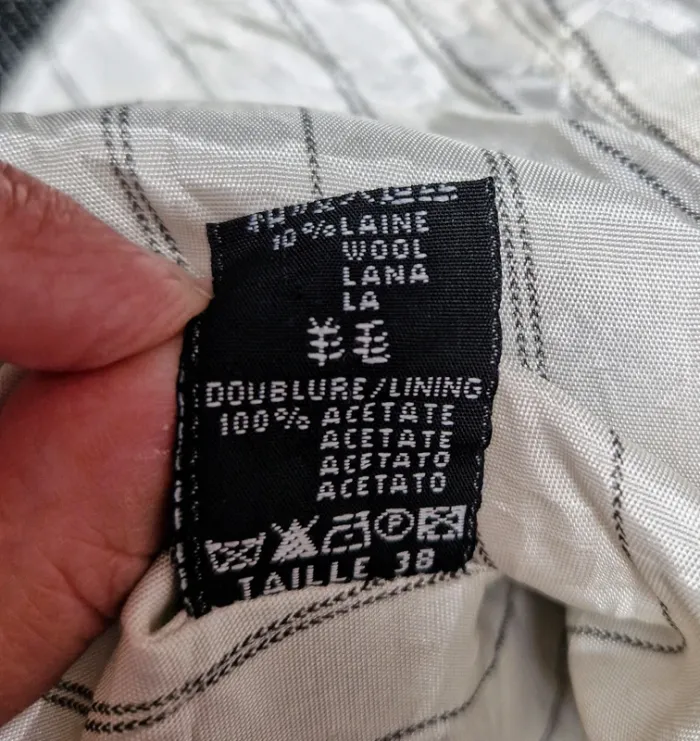 10% LAINE
WOOL
LANA
LA
羊毛
DOUBLURE/LINING
100% ACETATE
ACETATE
ACETATO
ACETATO
P
TAILLE 38